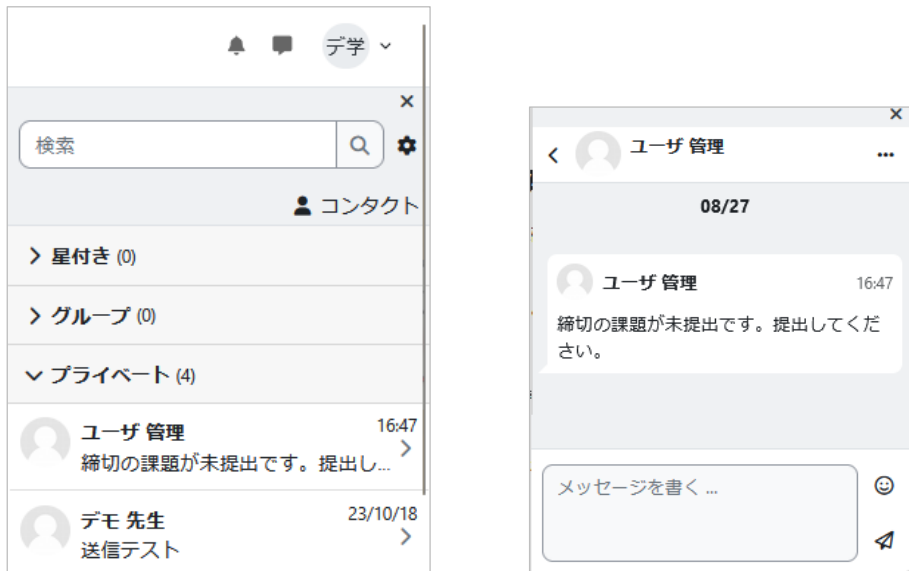 デ学
検索
コンタクト
星付き (0)
グループ (0)
プライベート (4)
ユーザ 管理
16:47
締切の課題が未提出です。提出し...
デモ 先生
23/10/18
送信テスト
ユーザ 管理
08/27
ユーザ 管理
16:47
締切の課題が未提出です。提出してくだ
さい。
メッセージを書く ...